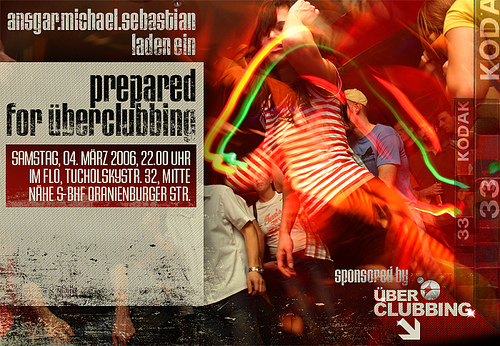 ansgar.michael.sebastian
laden ein
prepared
for überclubbing
SAMSTAG, 04. MÄRZ 2006, 22.00 UHR
IM FLO, TUCHOLSKYSTR. 32, MITTE
NÄHE S-BHF ORANIENBURGER STR.
sponsored by
ÜBER
CLUBBING
KODAK
33
KODA
33